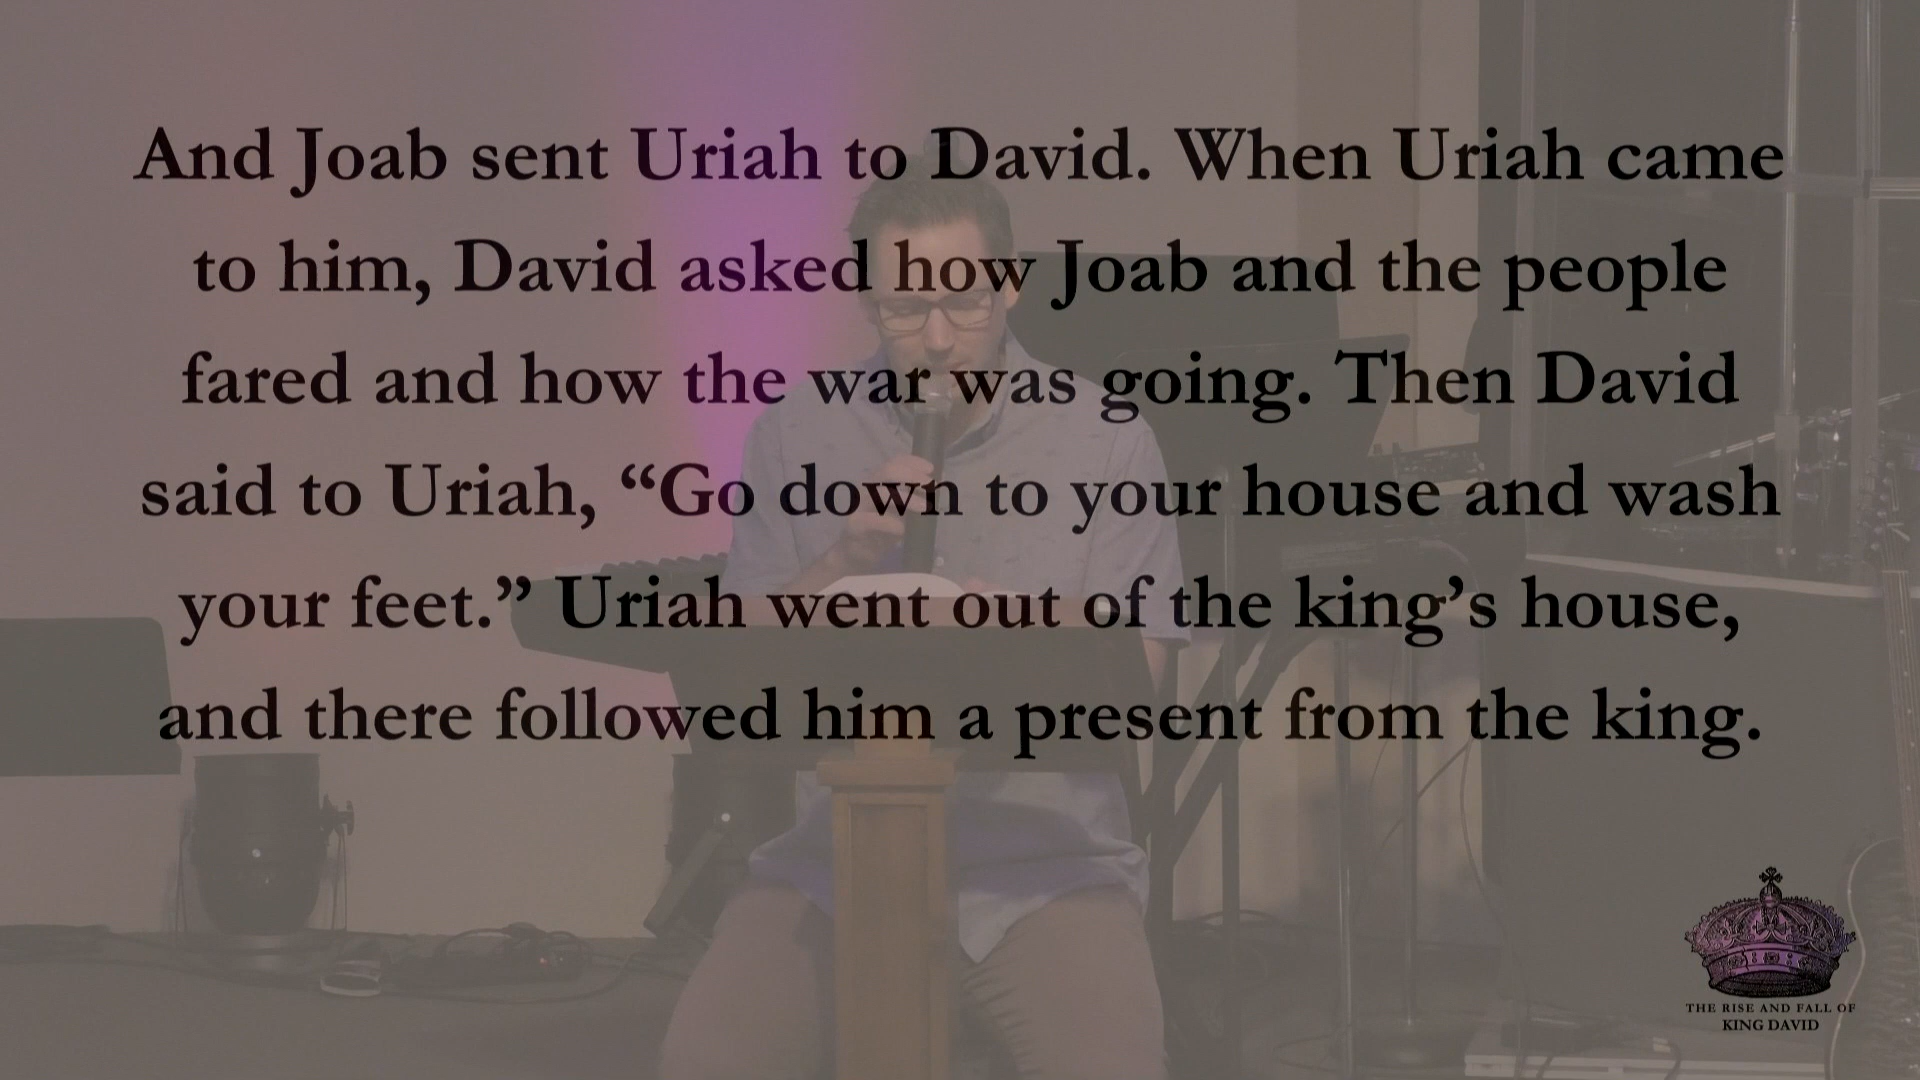 And Joab sent Uriah to David. When Uriah came
to him, David asked how Joab and the people
fared and how the war was going. Then David
said to Uriah, “Go down to your house and wash
your feet.” Uriah went out of the king’s house,
and there followed him a present from the king.
THE RISE AND FALL OF
KING DAVID